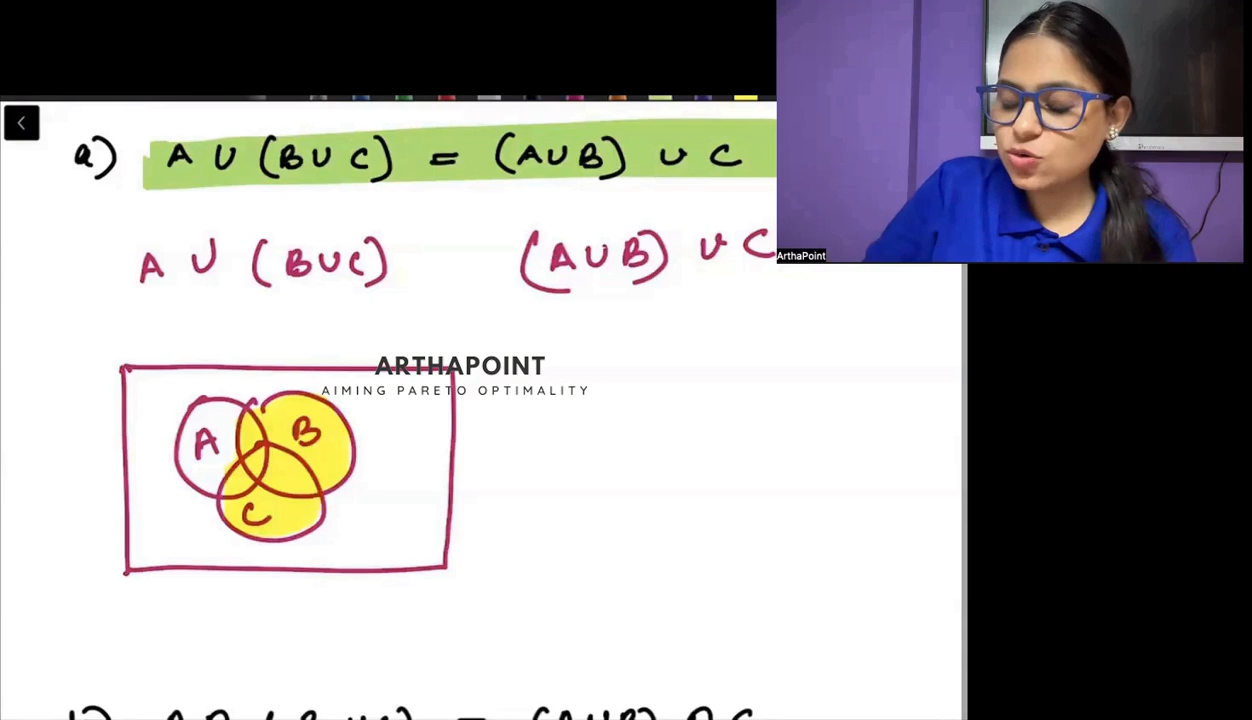 a) A ∪ (B ∪ C) = (A∪B) ∪ C
A ∪ (B∪C) (A∪B) ∪ C
ArthaPoint
ARTHAPOINT
AIMING PARETO OPTIMALITY
A B
C